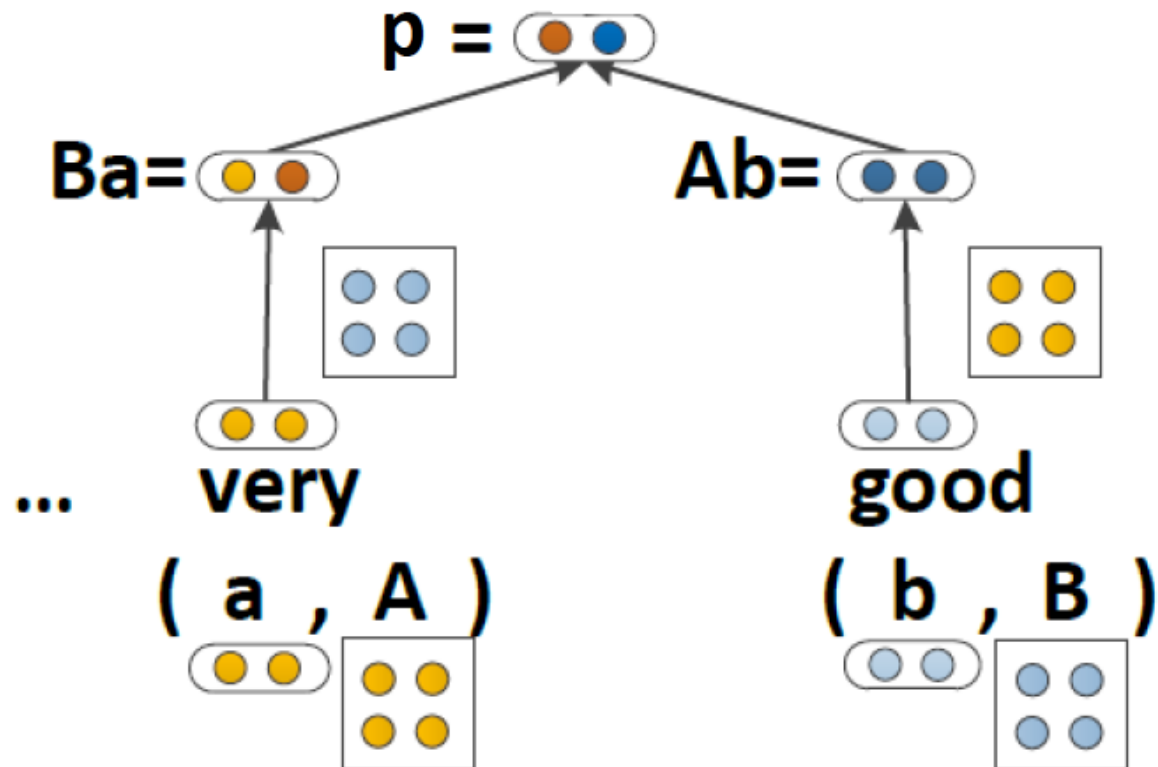 p =
Ba= Ab=
... very good
( a , A ) ( b , B )